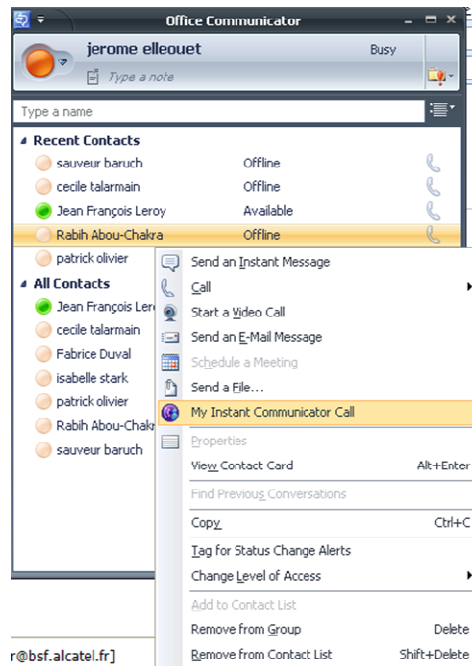 Office Communicator
jerome elleouet Busy
Type a note
Type a name
Recent Contacts
sauveur baruch Offline
cecile talarmain Offline
Jean François Leroy Available
Rabih Abou-Chakra Offline
patrick olivier
All Contacts
Jean François Ler
cecile talarmain
Fabrice Duval
isabelle stark
patrick olivier
Rabih Abou-Chakr
sauveur baruch
Send an Instant Message
Call
Start a Video Call
Send an E-Mail Message
Schedule a Meeting
Send a File...
My Instant Communicator Call
Properties
View Contact Card Alt+Enter
Find Previous Conversations
Copy Ctrl+C
Tag for Status Change Alerts
Change Level of Access
Add to Contact List
Remove from Group Delete
Remove from Contact List Shift+Delete
r@bsf.alcatel.fr]